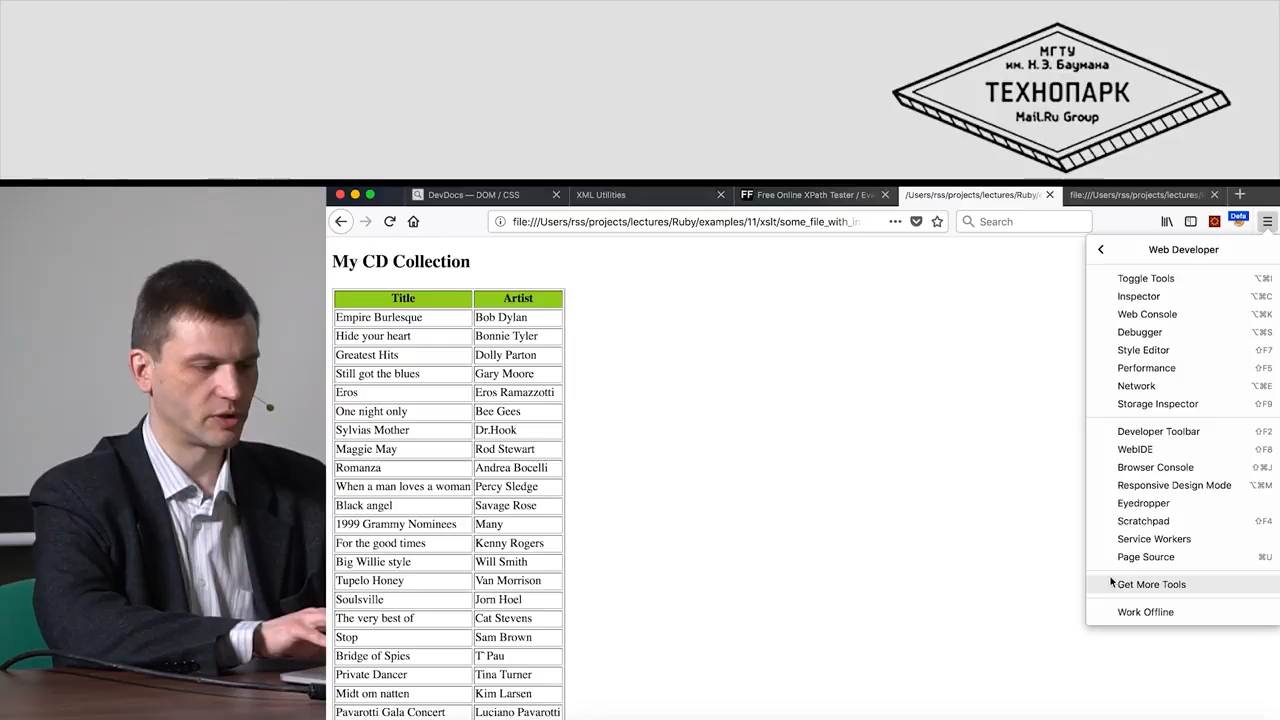 МГТУ
им. Н.Э. Баумана
ТЕХНОПАРК
Mail.Ru Group
DevDocs — DOM / CSS
XML Utilities
FF Free Online XPath Tester / Ev
/Users/rss/projects/lectures/Ruby/
file:///Users/rss/projects/lectures/
file:///Users/rss/projects/lectures/Ruby/examples/11/xslt/some_file_with_in
Search
Defa
My CD Collection
Title Artist
Empire Burlesque Bob Dylan
Hide your heart Bonnie Tyler
Greatest Hits Dolly Parton
Still got the blues Gary Moore
Eros Eros Ramazzotti
One night only Bee Gees
Sylvias Mother Dr.Hook
Maggie May Rod Stewart
Romanza Andrea Bocelli
When a man loves a woman Percy Sledge
Black angel Savage Rose
1999 Grammy Nominees Many
For the good times Kenny Rogers
Big Willie style Will Smith
Tupelo Honey Van Morrison
Soulsville Jorn Hoel
The very best of Cat Stevens
Stop Sam Brown
Bridge of Spies T`Pau
Private Dancer Tina Turner
Midt om natten Kim Larsen
Pavarotti Gala Concert Luciano Pavarotti
Web Developer
Toggle Tools ⌥⌘I
Inspector ⌥⌘C
Web Console ⌥⌘K
Debugger ⌥⌘S
Style Editor ⇧F7
Performance ⇧F5
Network ⌥⌘E
Storage Inspector ⇧F9
Developer Toolbar ⇧F2
WebIDE ⇧F8
Browser Console ⇧⌘J
Responsive Design Mode ⌥⌘M
Eyedropper
Scratchpad ⇧F4
Service Workers
Page Source ⌘U
Get More Tools
Work Offline